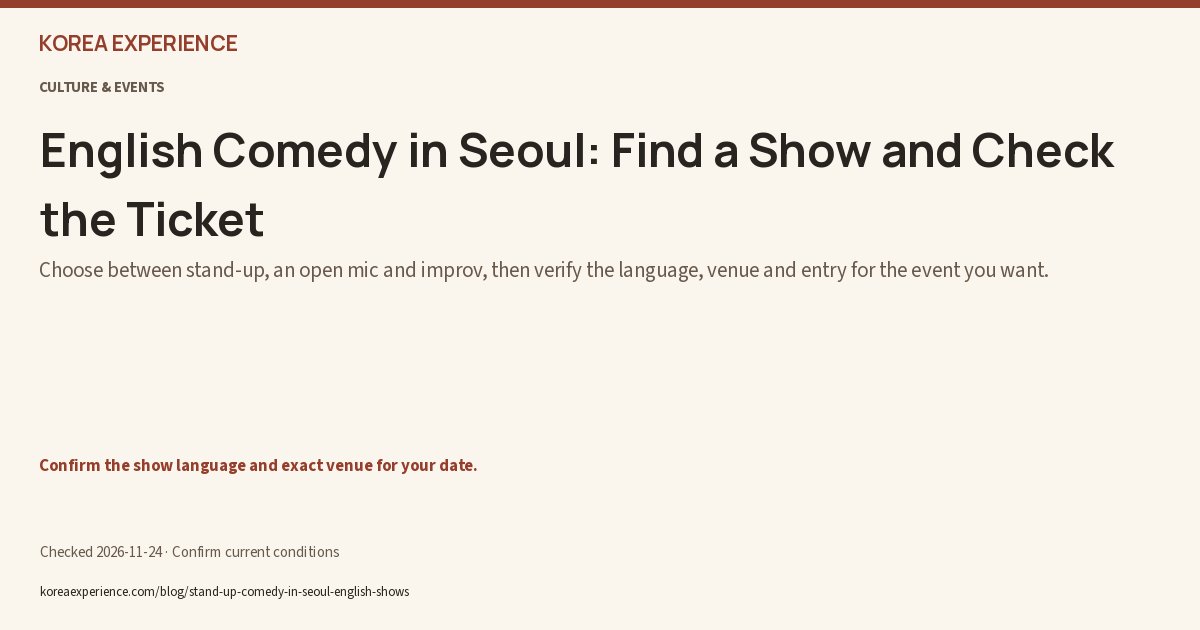 KOREA EXPERIENCE
CULTURE & EVENTS
English Comedy in Seoul: Find a Show and Check
the Ticket
Choose between stand-up, an open mic and improv, then verify the language, venue and entry for the event you want.
Confirm the show language and exact venue for your date.
Checked 2026-11-24 · Confirm current conditions
koreaexperience.com/blog/stand-up-comedy-in-seoul-english-shows